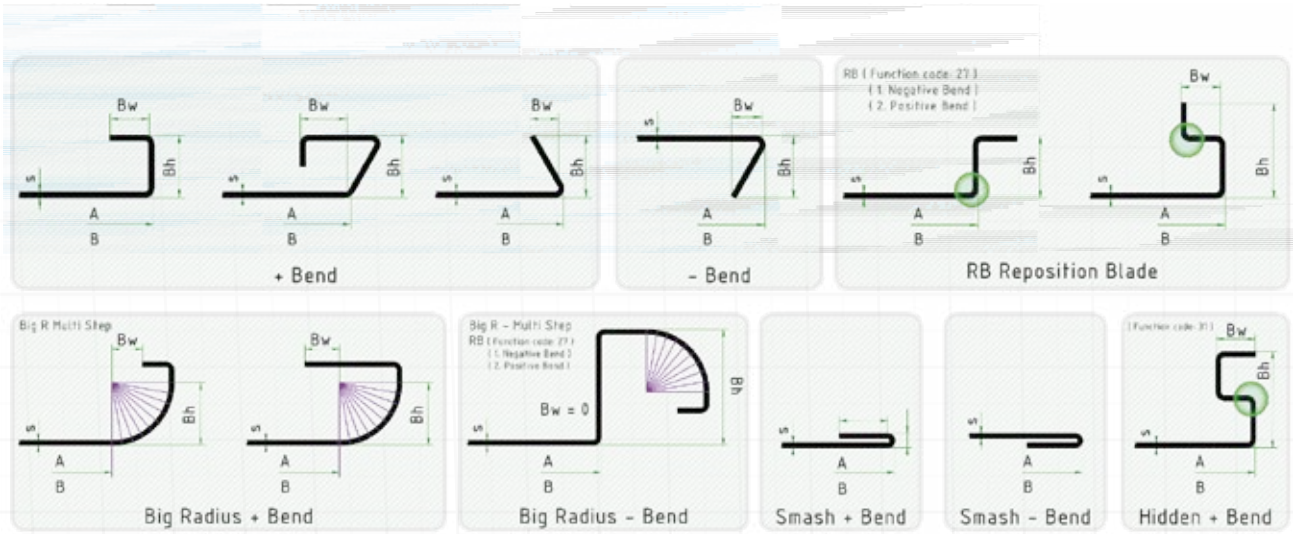 Bw
Bh
s
A
B
Bw
Bh
s
A
B
Bw
Bh
s
A
B
+ Bend
s
Bw
Bh
A
B
- Bend
RB ( Function code: 27 )
( 1. Negative Bend )
( 2. Positive Bend )
s
Bh
A
B
Bw
Bh
s
A
B
RB Reposition Blade
Big R Multi Step
Bw
Bh
s
A
B
Bw
Bh
s
A
B
Big Radius + Bend
Big R - Multi Step
RB ( Function code: 27 )
( 1. Negative Bend )
( 2. Positive Bend )
Bw = 0
Bh
s
A
B
Big Radius - Bend
s
A
B
Smash + Bend
s
A
B
Smash - Bend
( Function code: 31 )
Bw
Bh
s
A
B
Hidden + Bend